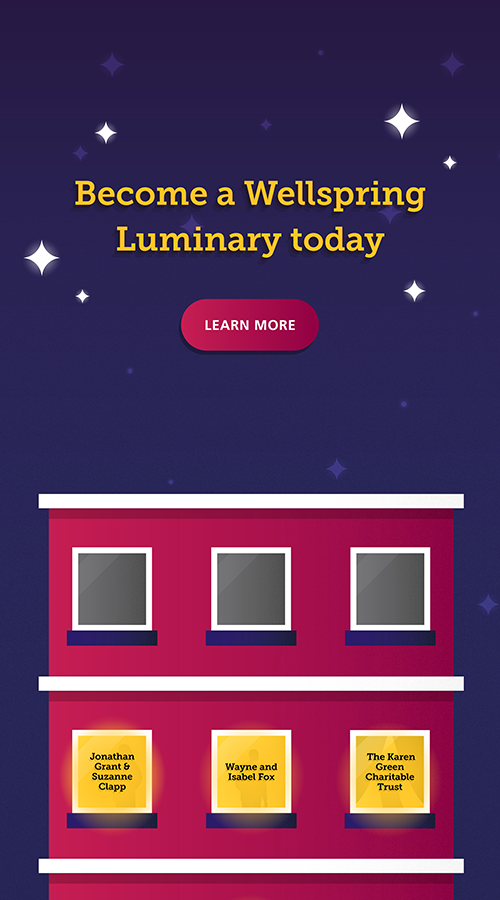 Become a Wellspring
Luminary today
LEARN MORE
Jonathan
Grant &
Suzanne
Clapp
Wayne and
Isabel Fox
The Karen
Green
Charitable
Trust